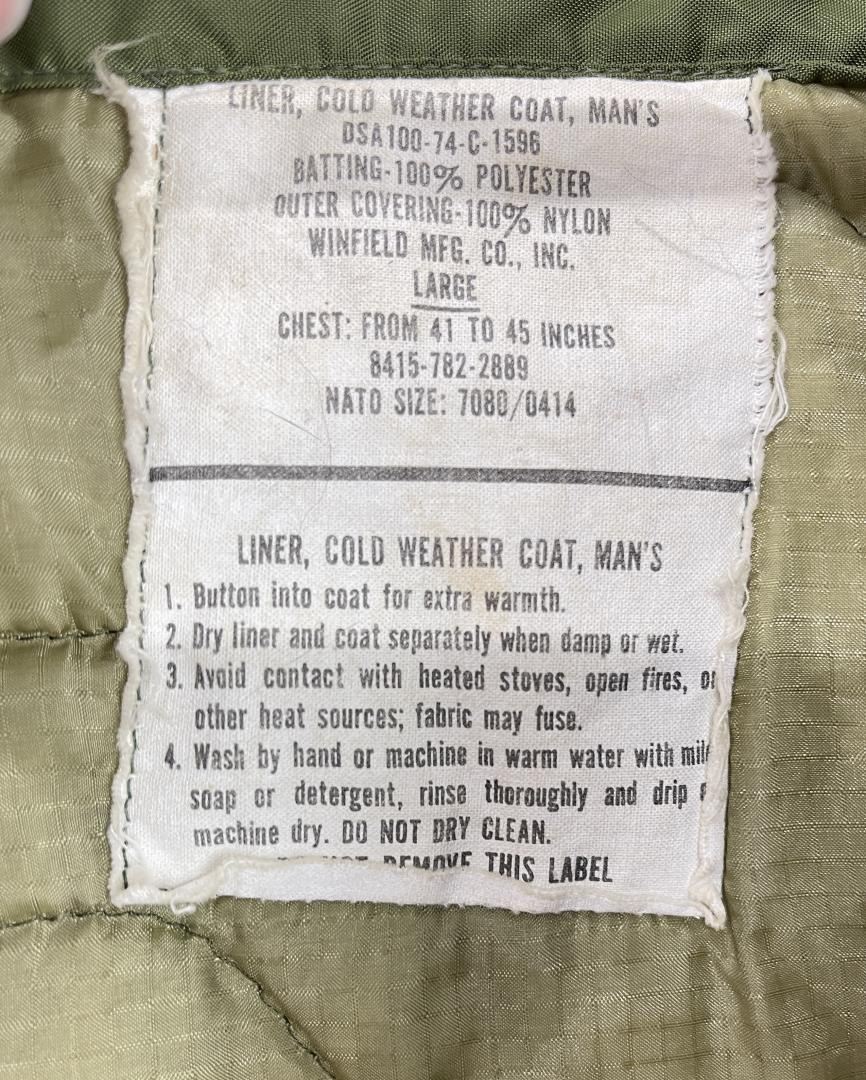 LINER, COLD WEATHER COAT, MAN'S
DSA100-74-C-1596
BATTING-100% POLYESTER
OUTER COVERING-100% NYLON
WINFIELD MFG. CO., INC.
LARGE
CHEST: FROM 41 TO 45 INCHES
8415-782-2889
NATO SIZE: 7080/0414
LINER, COLD WEATHER COAT, MAN'S
1. Button into coat for extra warmth.
2. Dry liner and coat separately when damp or wet.
3. Avoid contact with heated stoves, open fires, or
other heat sources; fabric may fuse.
4. Wash by hand or machine in warm water with mild
soap or detergent, rinse thoroughly and drip
machine dry. DO NOT DRY CLEAN.
NOT REMOVE THIS LABEL